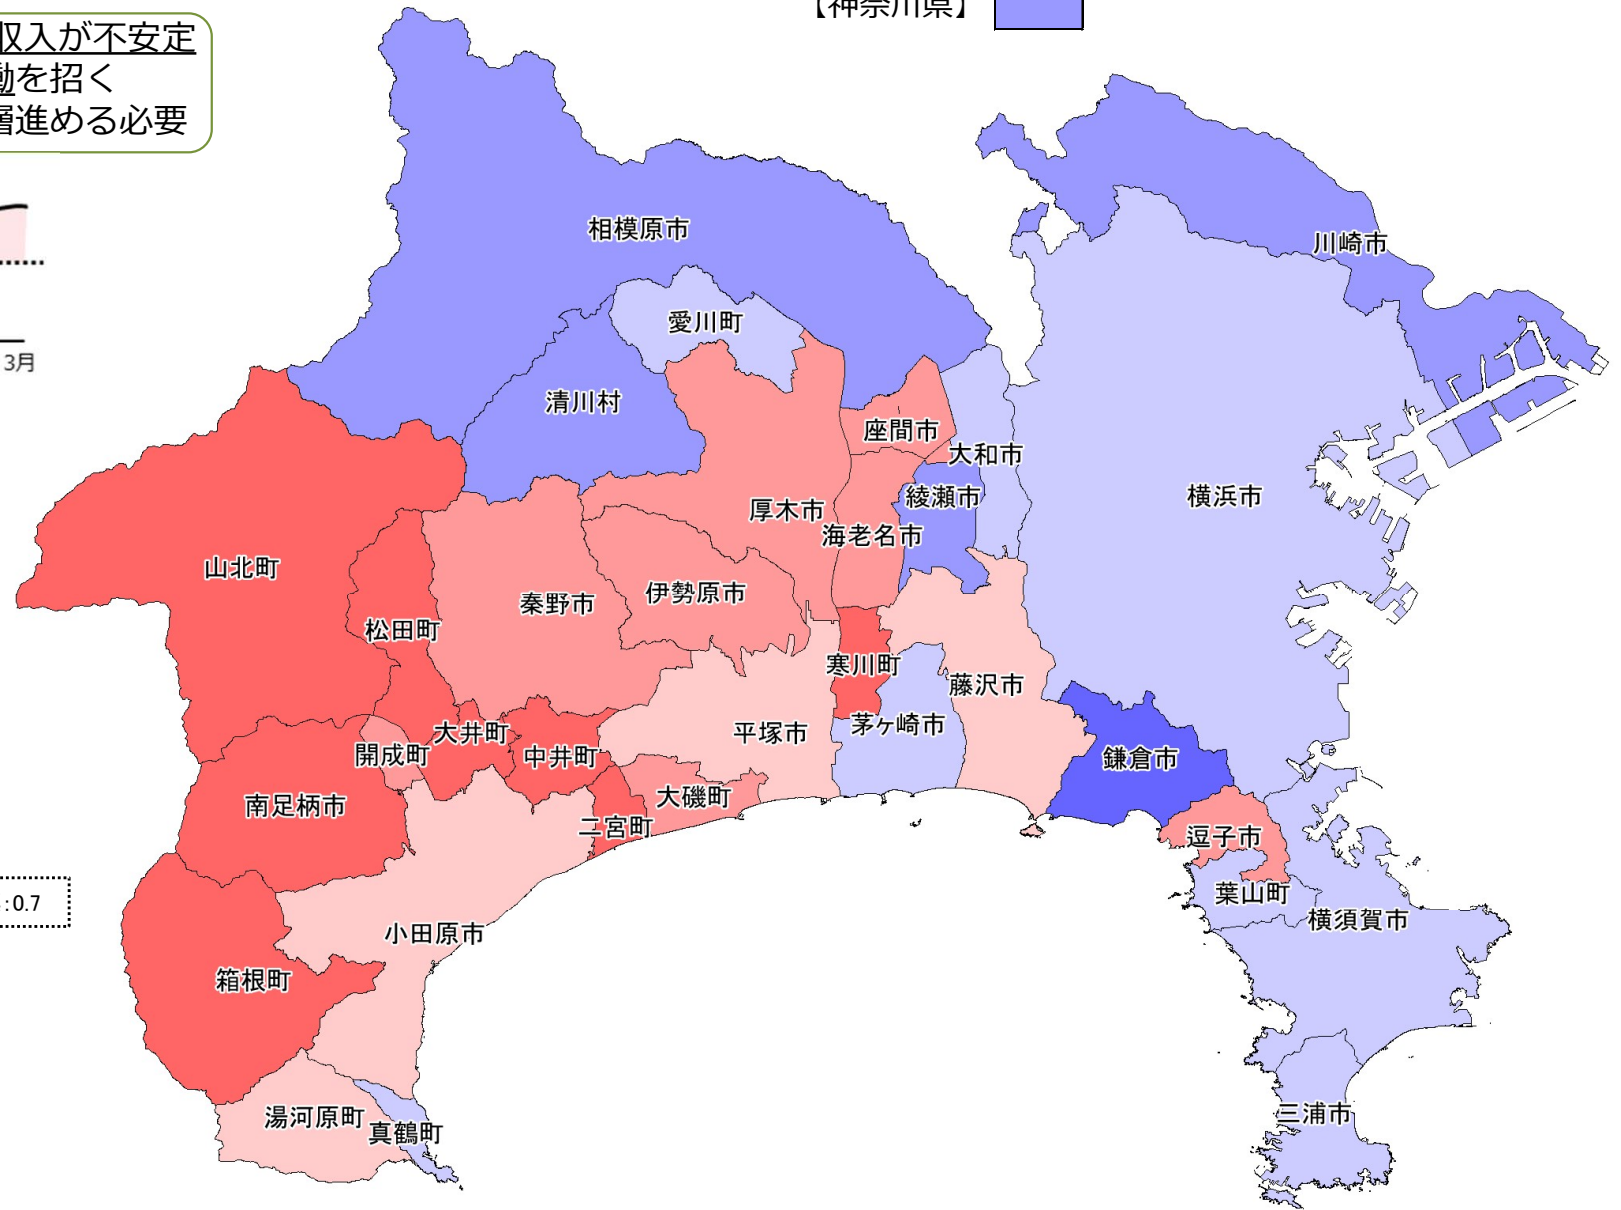 【神奈川県】
収入が不安定
働を招く
層進める必要
3月
:0.7
相模原市
川崎市
愛川町
清川村
座間市
大和市
綾瀬市
横浜市
厚木市
海老名市
山北町
伊勢原市
秦野市
松田町
寒川町
藤沢市
茅ヶ崎市
平塚市
大井町
中井町
開成町
鎌倉市
大磯町
南足柄市
二宮町
逗子市
葉山町
横須賀市
小田原市
箱根町
湯河原町
真鶴町
三浦市